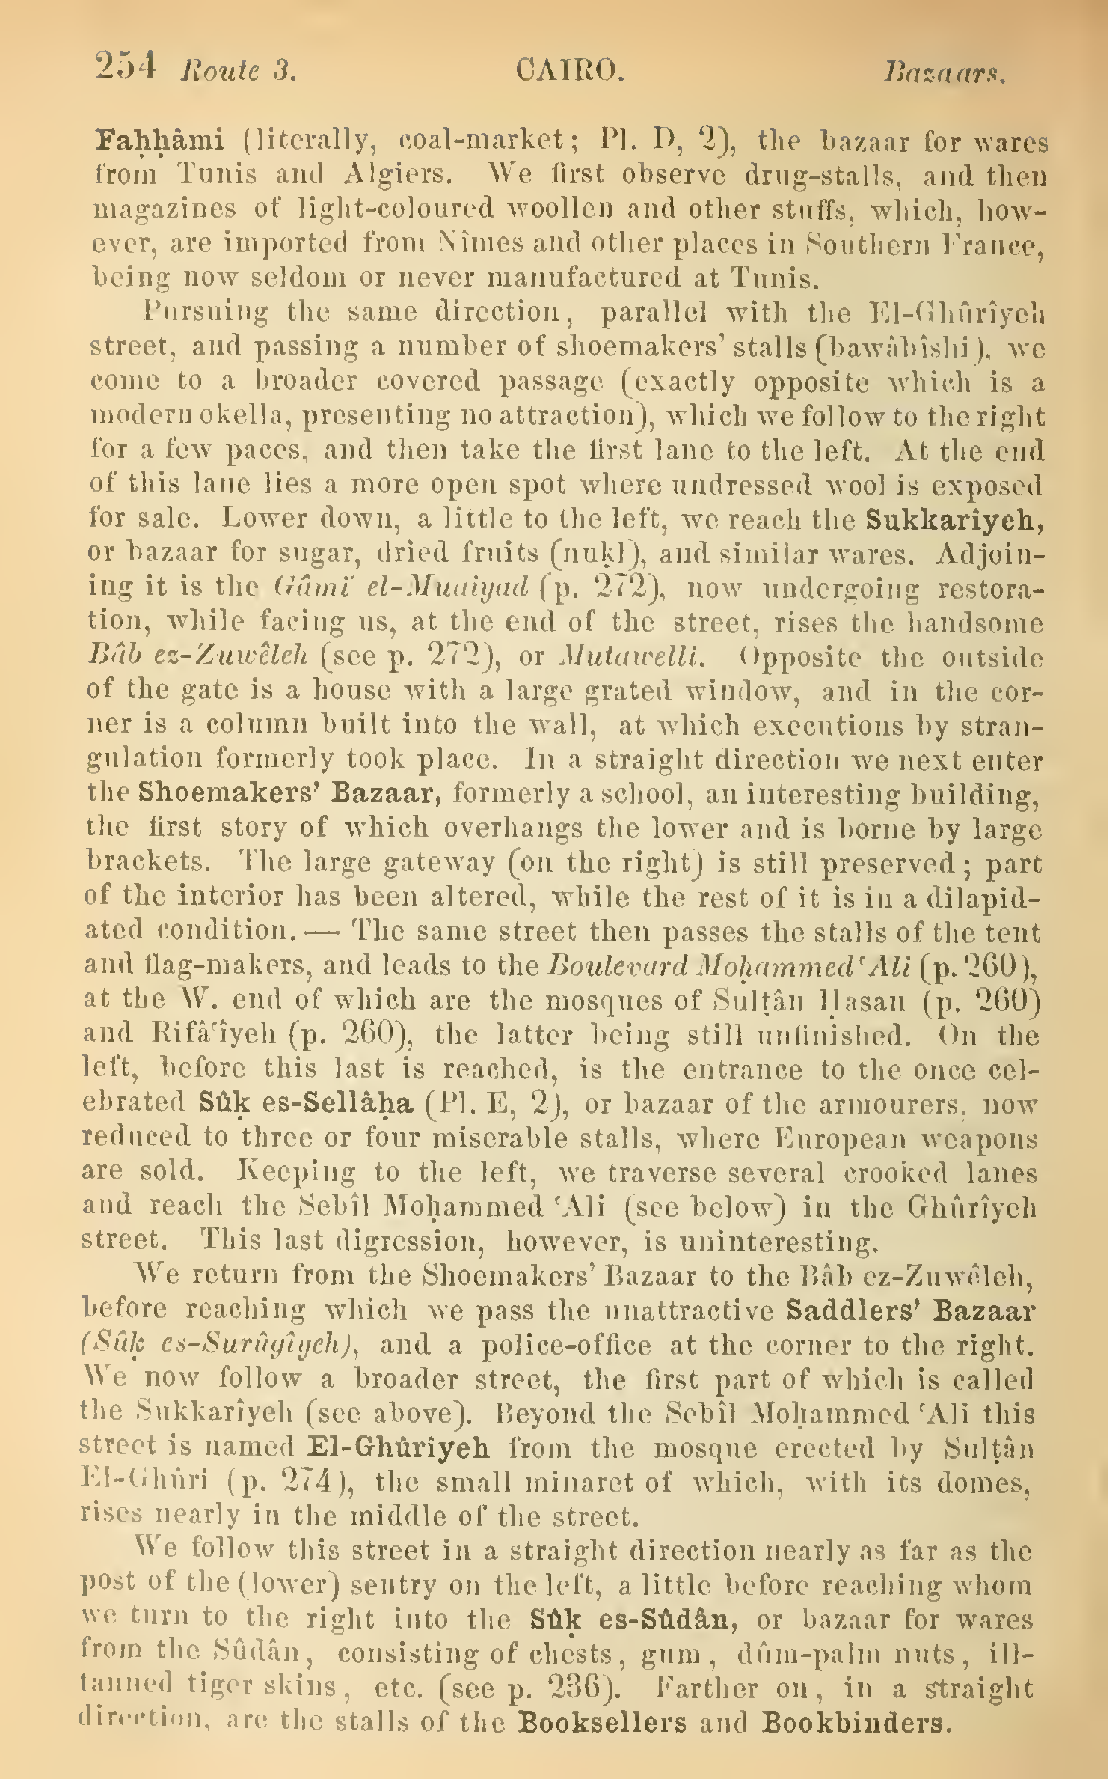 254 Route 3. CAIRO. Bazaars.
Faḥḥâmi (literally, coal-market; Pl. D, 2), the bazaar for wares
from Tunis and Algiers. We first observe drug-stalls, and then
magazines of light-coloured woollen and other stuffs, which, how-
ever, are imported from Nîmes and other places in Southern France,
being now seldom or never manufactured at Tunis.
Pursuing the same direction, parallel with the El-Ghûrîyeh
street, and passing a number of shoemakers' stalls (bawâbîshi), we
come to a broader covered passage (exactly opposite which is a
modern okella, presenting no attraction), which we follow to the right
for a few paces, and then take the first lane to the left. At the end
of this lane lies a more open spot where undressed wool is exposed
for sale. Lower down, a little to the left, we reach the Sukkarîyeh,
or bazaar for sugar, dried fruits (nuḳl), and similar wares. Adjoin-
ing it is the Gâmiʿ el-Muaiyad (p. 272), now undergoing restora-
tion, while facing us, at the end of the street, rises the handsome
Bâb ez-Zuwêleh (see p. 272), or Mutawelli. Opposite the outside
of the gate is a house with a large grated window, and in the cor-
ner is a column built into the wall, at which executions by stran-
gulation formerly took place. In a straight direction we next enter
the Shoemakers' Bazaar, formerly a school, an interesting building,
the first story of which overhangs the lower and is borne by large
brackets. The large gateway (on the right) is still preserved; part
of the interior has been altered, while the rest of it is in a dilapid-
ated condition. — The same street then passes the stalls of the tent
and flag-makers, and leads to the Boulevard Moḥammed ʿAli (p. 260),
at the W. end of which are the mosques of Sulṭân Ḥasan (p. 260)
and Rifâʿîyeh (p. 260), the latter being still unfinished. On the
left, before this last is reached, is the entrance to the once cel-
ebrated Sûḳ es-Sellâḥa (Pl. E, 2), or bazaar of the armourers, now
reduced to three or four miserable stalls, where European weapons
are sold. Keeping to the left, we traverse several crooked lanes
and reach the Sebîl Moḥammed ʿAli (see below) in the Ghûrîyeh
street. This last digression, however, is uninteresting.
We return from the Shoemakers' Bazaar to the Bâb ez-Zuwêleh,
before reaching which we pass the unattractive Saddlers' Bazaar
(Sûḳ es-Surûgîyeh), and a police-office at the corner to the right.
We now follow a broader street, the first part of which is called
the Sukkarîyeh (see above). Beyond the Sebîl Moḥammed ʿAli this
street is named El-Ghûrîyeh from the mosque erected by Sulṭân
El-Ghûri (p. 274), the small minaret of which, with its domes,
rises nearly in the middle of the street.
We follow this street in a straight direction nearly as far as the
post of the (lower) sentry on the left, a little before reaching whom
we turn to the right into the Sûḳ es-Sûdân, or bazaar for wares
from the Sûdân, consisting of chests, gum, dûm-palm nuts, ill-
tanned tiger skins, etc. (see p. 236). Farther on, in a straight
direction, are the stalls of the Booksellers and Bookbinders.